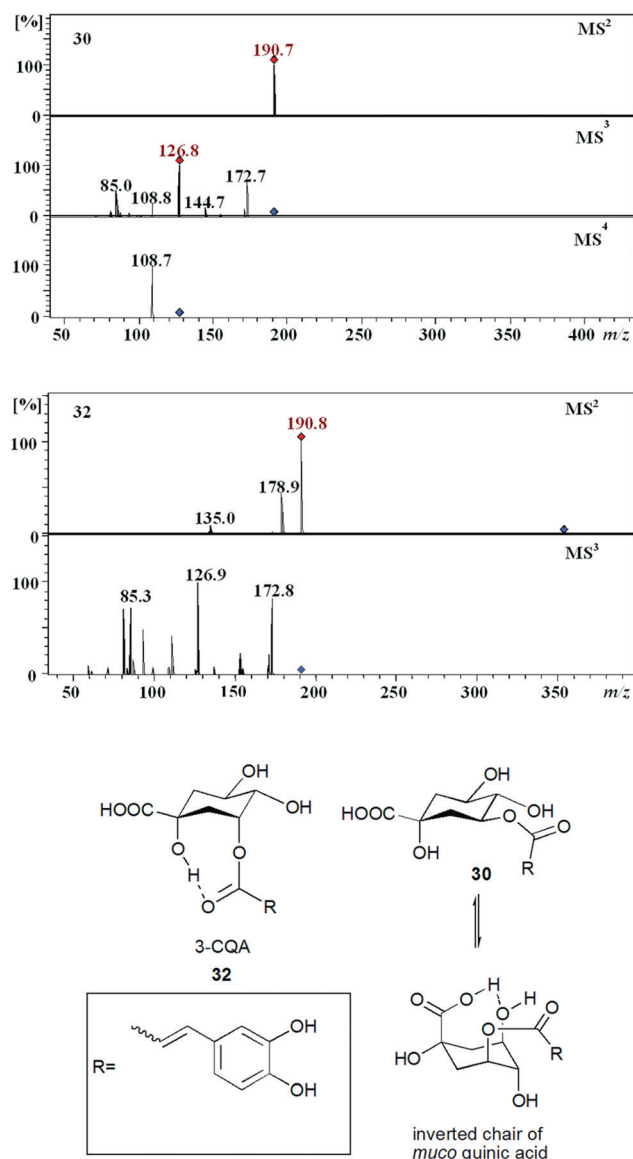 [%] 30 MS2
190.7
100
0
MS3
126.8
100
85.0 108.8 144.7 172.7
0
MS4
108.7
100
0
50 100 150 200 250 300 350 400 m/z
[%] 32 MS2
190.8
100
178.9
135.0
0
MS3
126.9
100
85.3 172.8
0
50 100 150 200 250 300 350 m/z
OH
HOOC OH
O O
H
O R
3-CQA
32
OH
HOOC OH
O O
OH R
30
R= OH
OH
O O H
O H
O O
HO R
OH
inverted chair of
muco quinic acid